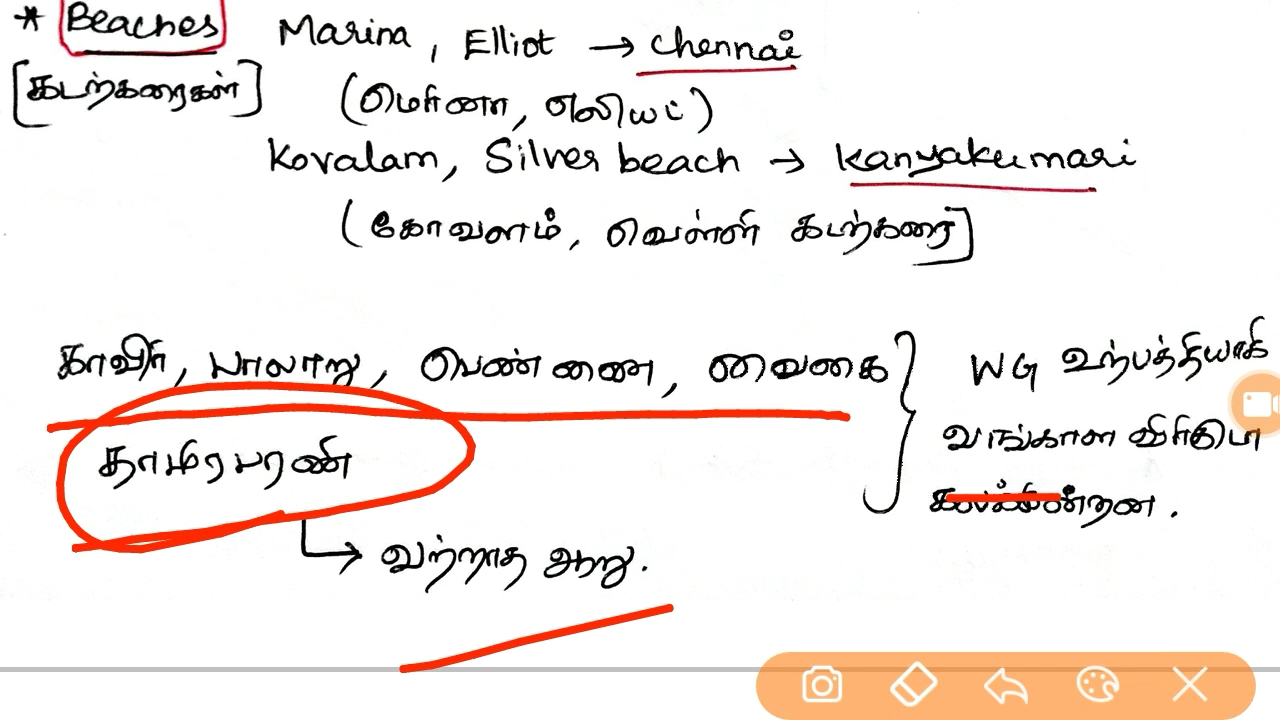 * Beaches Marina, Elliot → Chennai
[கடற்கரைகள்] (மெரினா, எலியட்)
Kovalam, Silver beach → Kanyakumari
(கோவளம், வெள்ளி கடற்கரை]
காவிரி, பாலாறு, பெண்ணை, வைகை } WG உற்பத்தியாகி
தாமிரபரணி வங்காள விரிகுடா
கலக்கின்றன.
↳ வற்றாத ஆறு.